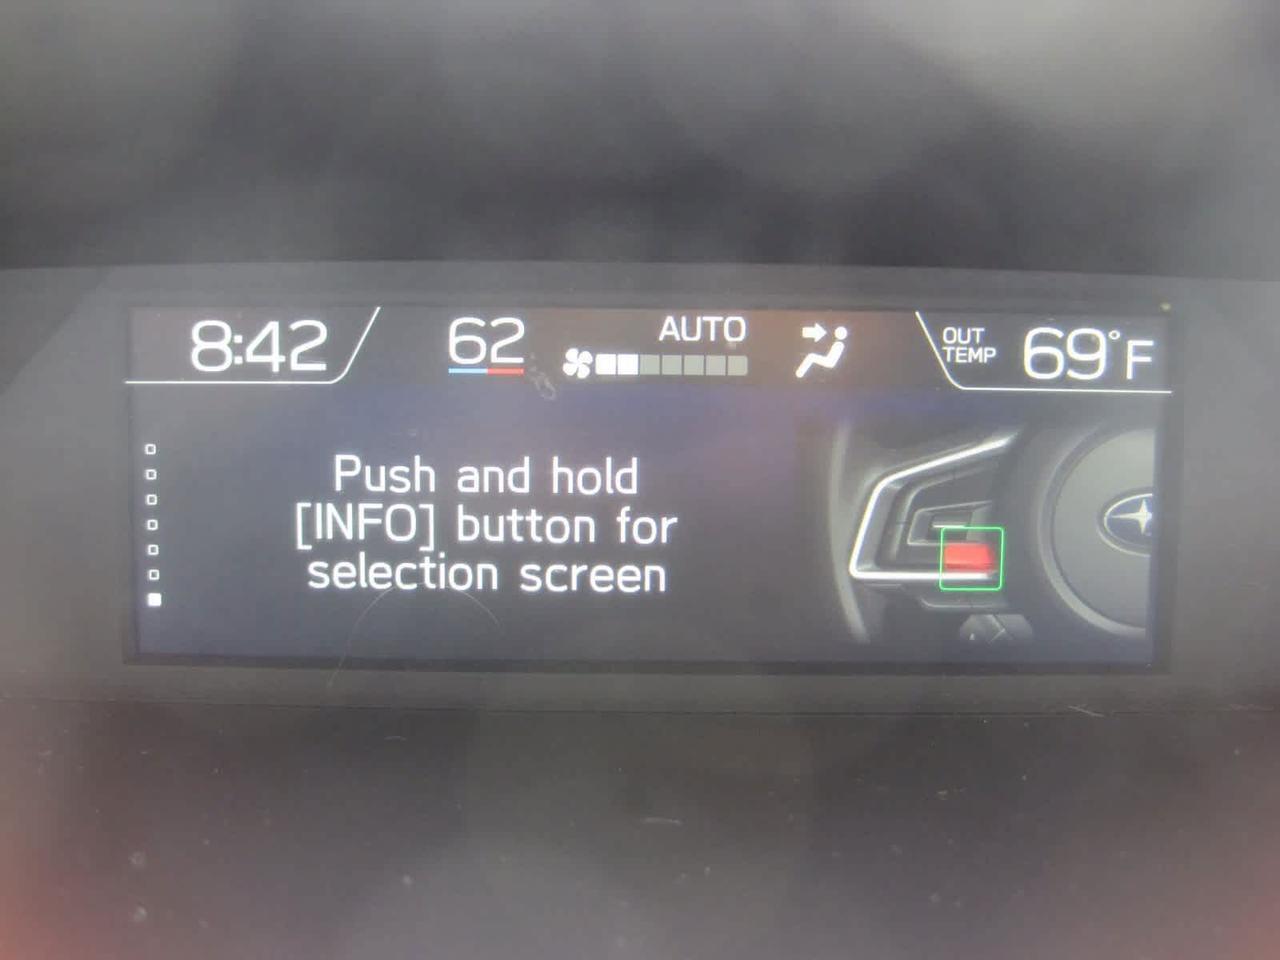 8:42
62
AUTO
OUT
TEMP
69°F
Push and hold
[INFO] button for
selection screen